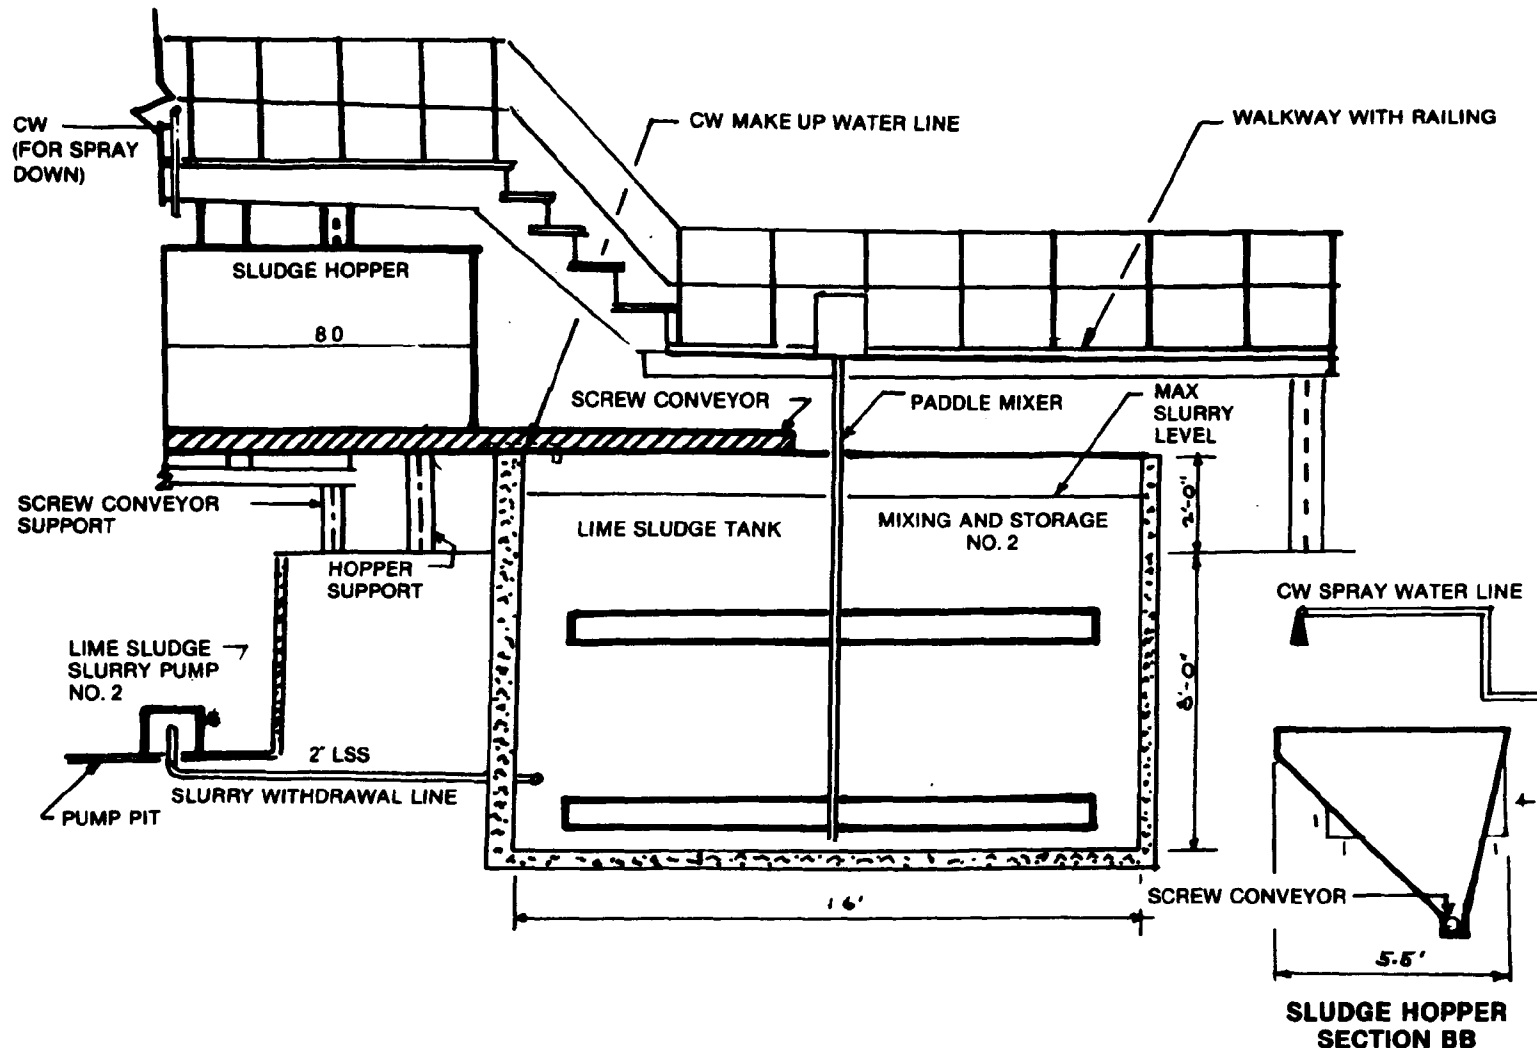 CW
(FOR SPRAY
DOWN)
CW MAKE UP WATER LINE
WALKWAY WITH RAILING
SLUDGE HOPPER
80
SCREW CONVEYOR
PADDLE MIXER
MAX
SLURRY
LEVEL
SCREW CONVEYOR
SUPPORT
LIME SLUDGE TANK
MIXING AND STORAGE
NO. 2
2'-0"
HOPPER
SUPPORT
CW SPRAY WATER LINE
LIME SLUDGE
SLURRY PUMP
NO. 2
8'-0"
2" LSS
SLURRY WITHDRAWAL LINE
PUMP PIT
1
1
1
SCREW CONVEYOR
16'
5.5'
SLUDGE HOPPER
SECTION BB